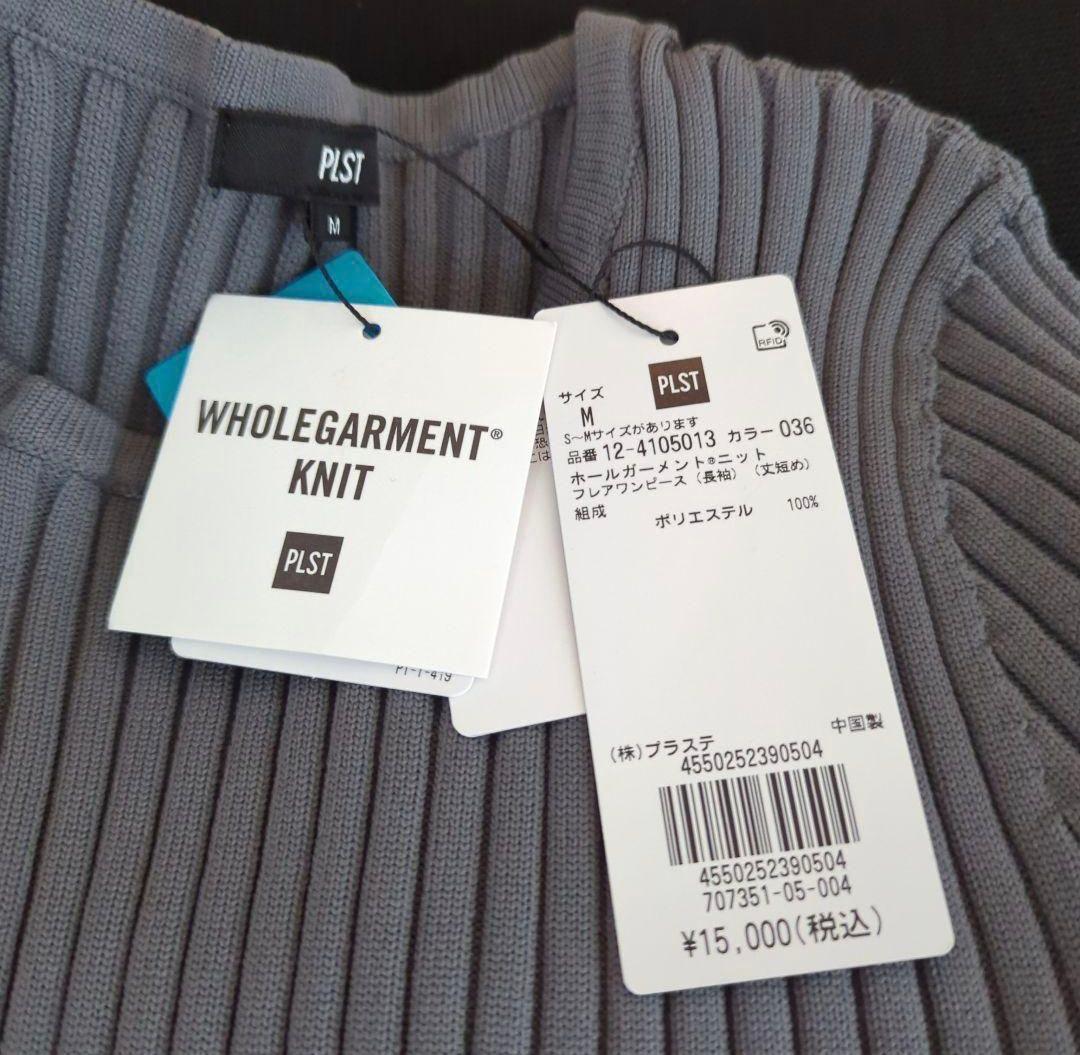 PLST
M
WHOLEGARMENT®
KNIT
PLST
PT-1-419
RFID
PLST
サイズ
M
S～Mサイズがあります
品番 12-4105013 カラー 036
ホールガーメント®ニット
フレアワンピース（長袖）（丈短め）
組成 ポリエステル 100%
中国製
(株)プラステ
4550252390504
4550252390504
707351-05-004
¥15,000(税込)